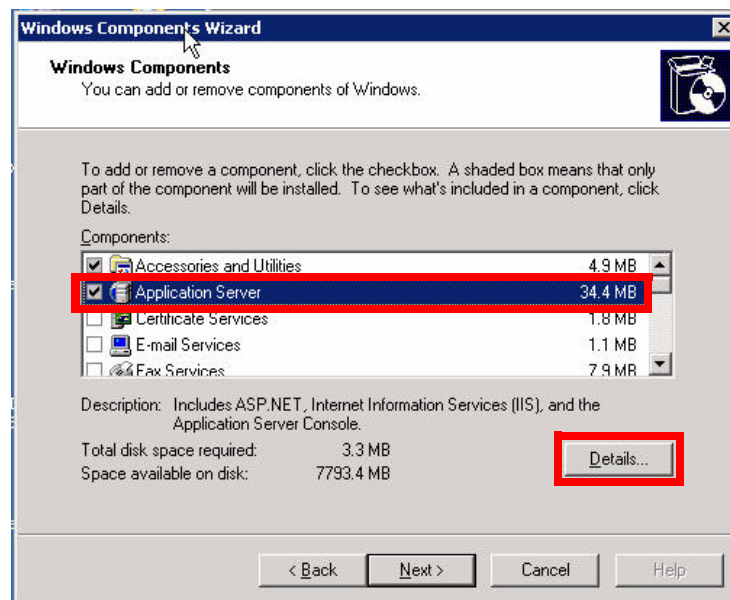 Windows Components Wizard
Windows Components
You can add or remove components of Windows.
To add or remove a component, click the checkbox. A shaded box means that only
part of the component will be installed. To see what's included in a component, click
Details.
Components:
Accessories and Utilities 4.9 MB
Application Server 34.4 MB
Certificate Services 1.8 MB
E-mail Services 1.1 MB
Fax Services 7.9 MB
Description: Includes ASP.NET, Internet Information Services (IIS), and the
Application Server Console.
Total disk space required: 3.3 MB
Space available on disk: 7793.4 MB
Details...
< Back Next > Cancel Help